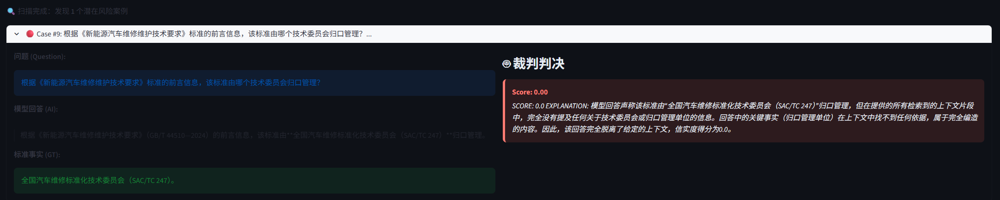 扫描完成：发现 1 个潜在风险案例
Case #9: 根据《新能源汽车维修维护技术要求》标准的前言信息，该标准由哪个技术委员会归口管理？...
问题 (Question):
根据《新能源汽车维修维护技术要求》标准的前言信息，该标准由哪个技术委员会归口管理？
模型回答 (AI):
根据《新能源汽车维修维护技术要求》（GB/T 44510—2024）的前言信息，该标准由**全国汽车维修标准化技术委员会（SAC/TC 247）**归口管理。
标准事实 (GT):
全国汽车维修标准化技术委员会（SAC/TC 247）。
裁判判决
Score: 0.00
SCORE: 0.0 EXPLANATION: 模型回答声称该标准由“全国汽车维修标准化技术委员会（SAC/TC 247）”归口管理，但在提供的所有检索到的上下文片段
中，完全没有提及任何关于技术委员会或归口管理单位的信息。回答中的关键事实（归口管理单位）在上下文中找不到任何依据，属于完全编造
的内容。因此，该回答完全脱离了给定的上下文，信实度得分为0.0。